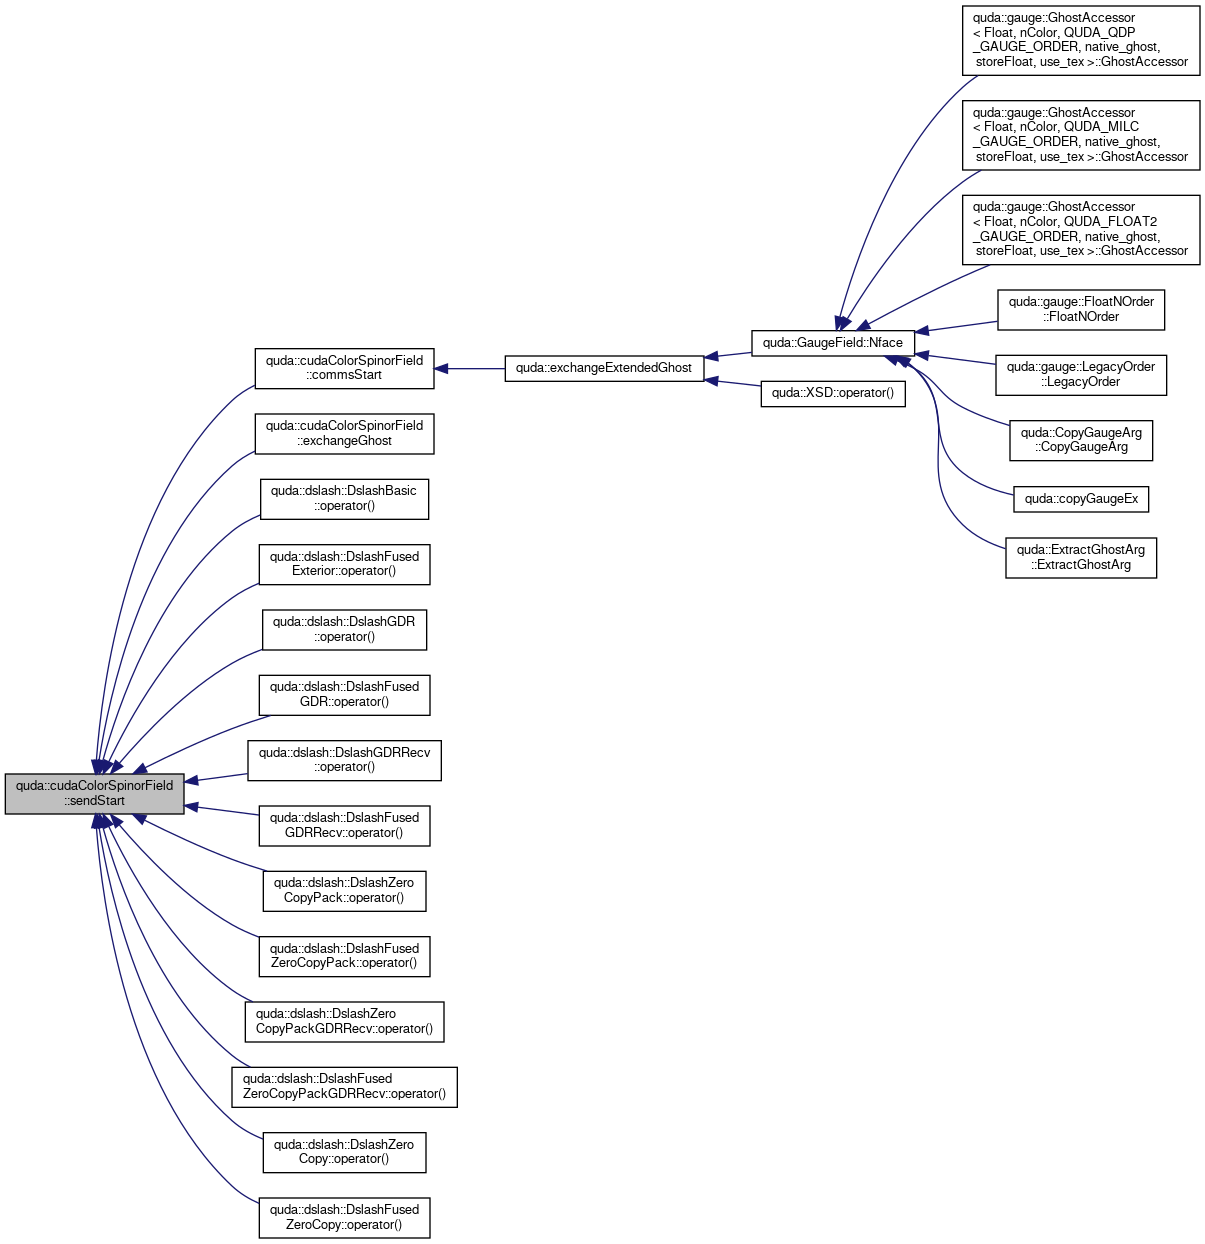 quda::gauge::GhostAccessor
< Float, nColor, QUDA_QDP
_GAUGE_ORDER, native_ghost,
storeFloat, use_tex >::GhostAccessor
quda::gauge::GhostAccessor
< Float, nColor, QUDA_MILC
_GAUGE_ORDER, native_ghost,
storeFloat, use_tex >::GhostAccessor
quda::gauge::GhostAccessor
< Float, nColor, QUDA_FLOAT2
_GAUGE_ORDER, native_ghost,
storeFloat, use_tex >::GhostAccessor
quda::gauge::FloatNOrder
::FloatNOrder
quda::GaugeField::Nface
quda::cudaColorSpinorField
::commsStart
quda::exchangeExtendedGhost
quda::gauge::LegacyOrder
::LegacyOrder
quda::XSD::operator()
quda::cudaColorSpinorField
::exchangeGhost
quda::CopyGaugeArg
::CopyGaugeArg
quda::dslash::DslashBasic
::operator()
quda::copyGaugeEx
quda::dslash::DslashFused
Exterior::operator()
quda::ExtractGhostArg
::ExtractGhostArg
quda::dslash::DslashGDR
::operator()
quda::dslash::DslashFused
GDR::operator()
quda::dslash::DslashGDRRecv
::operator()
quda::cudaColorSpinorField
::sendStart
quda::dslash::DslashFused
GDRRecv::operator()
quda::dslash::DslashZero
CopyPack::operator()
quda::dslash::DslashFused
ZeroCopyPack::operator()
quda::dslash::DslashZero
CopyPackGDRRecv::operator()
quda::dslash::DslashFused
ZeroCopyPackGDRRecv::operator()
quda::dslash::DslashZero
Copy::operator()
quda::dslash::DslashFused
ZeroCopy::operator()